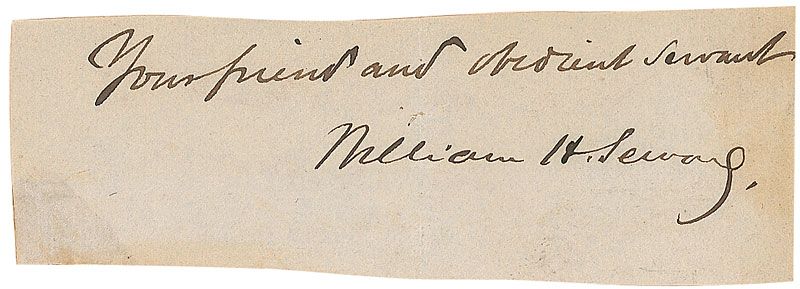 Your friend and obedient servant
William H. Seward.